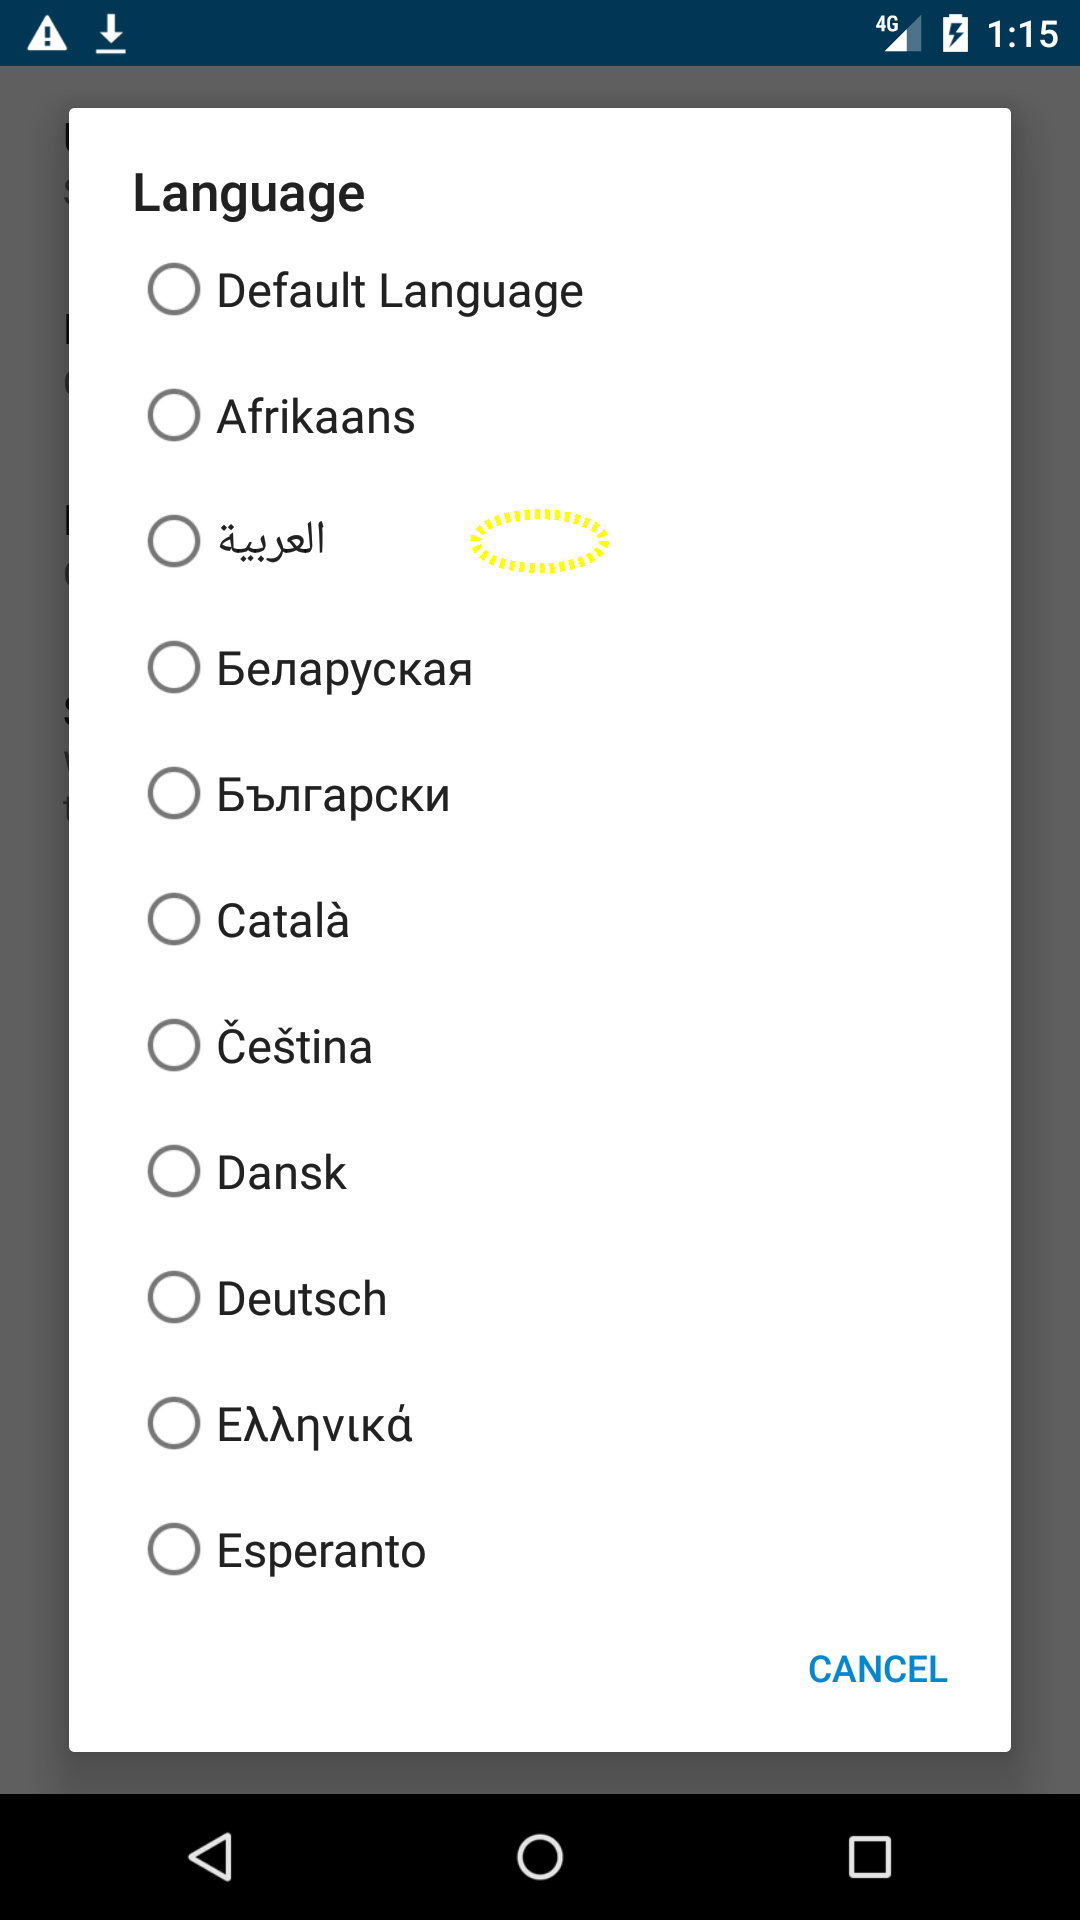 4G 1:15
Language
Default Language
Afrikaans
العربية
Беларуская
Български
Català
Čeština
Dansk
Deutsch
Ελληνικά
Esperanto
CANCEL